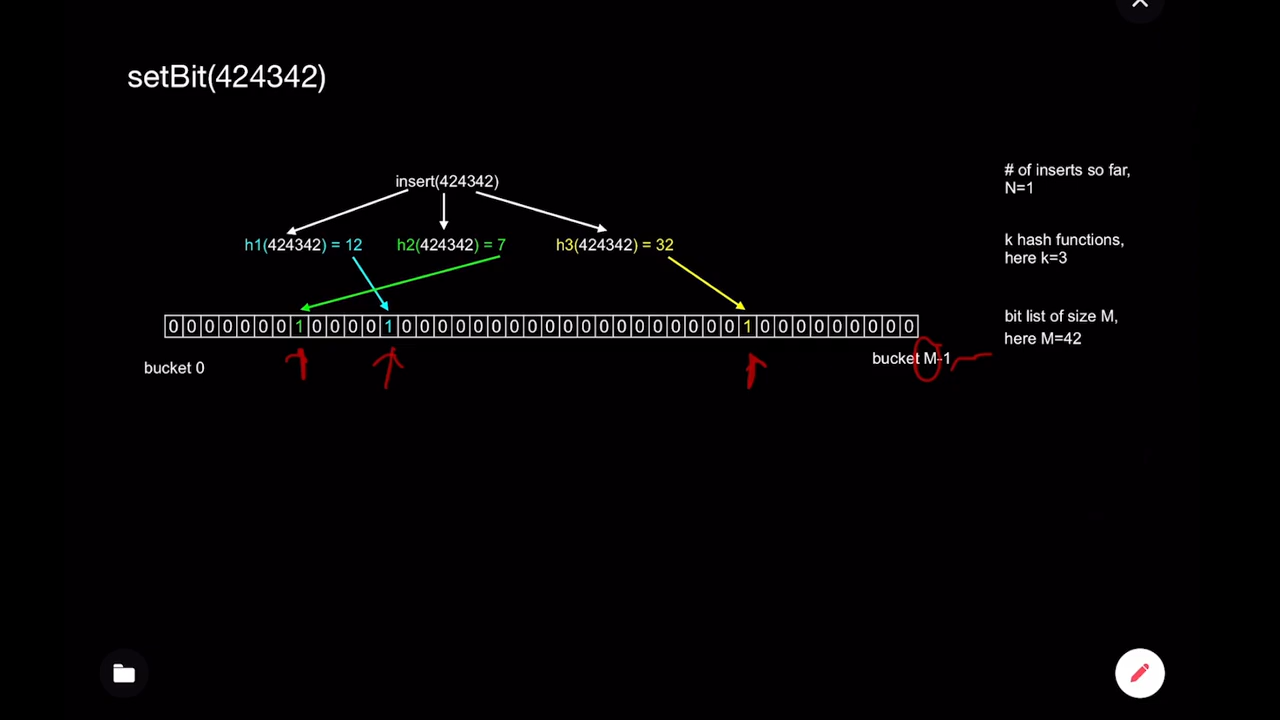 setBit(424342)
insert(424342)
h1(424342) = 12 h2(424342) = 7 h3(424342) = 32
0 0 0 0 0 0 0 1 0 0 0 0 1 0 0 0 0 0 0 0 0 0 0 0 0 0 0 0 0 0 0 0 1 0 0 0 0 0 0 0 0 0
bucket 0
bucket M-1
# of inserts so far,
N=1
k hash functions,
here k=3
bit list of size M,
here M=42